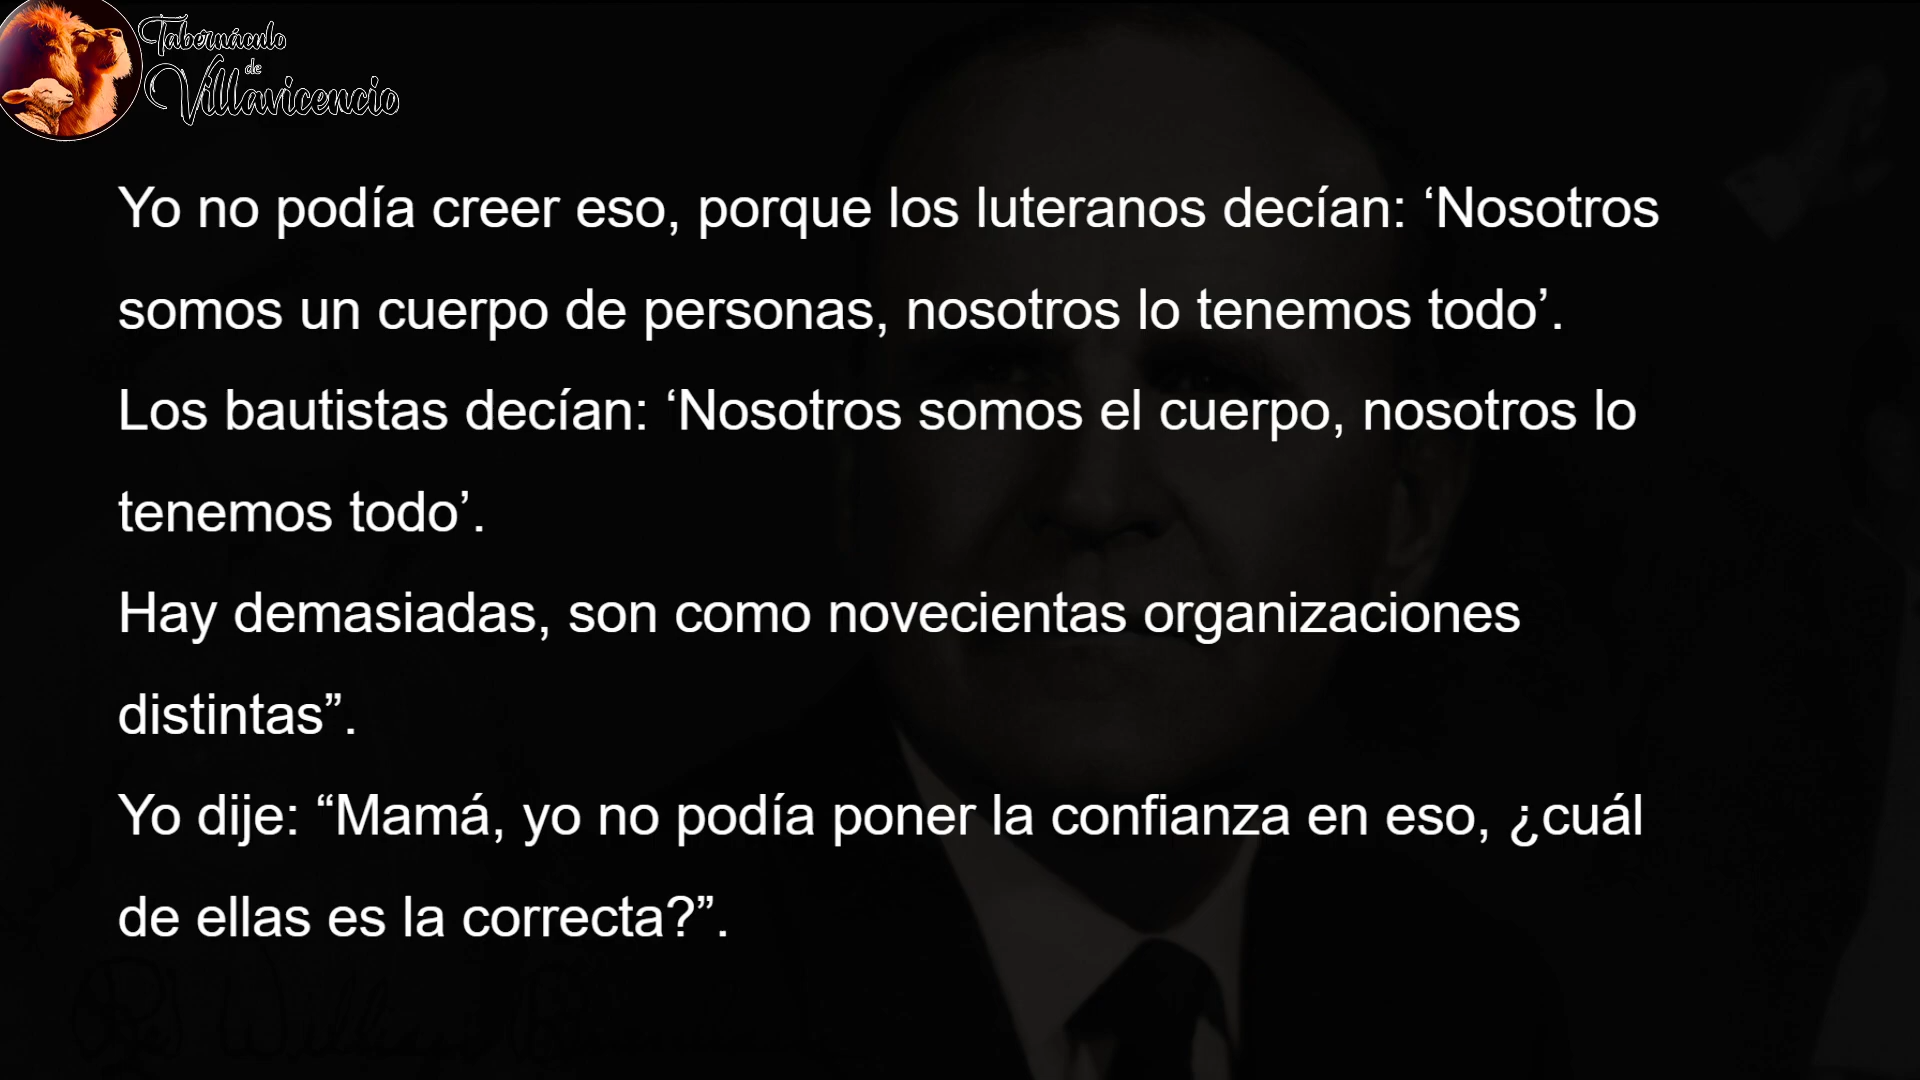 Tabernáculo
de
Villavicencio
Yo no podía creer eso, porque los luteranos decían: ‘Nosotros
somos un cuerpo de personas, nosotros lo tenemos todo’.
Los bautistas decían: ‘Nosotros somos el cuerpo, nosotros lo
tenemos todo’.
Hay demasiadas, son como novecientas organizaciones
distintas”.
Yo dije: “Mamá, yo no podía poner la confianza en eso, ¿cuál
de ellas es la correcta?”.